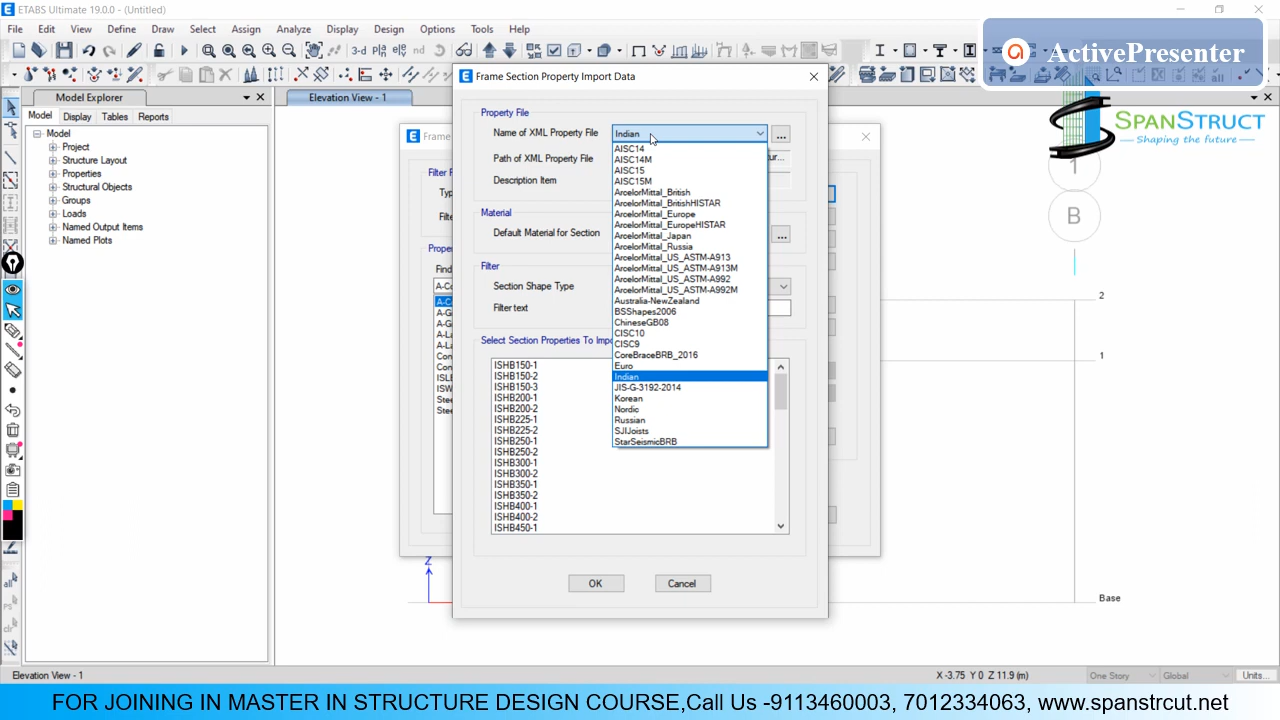 ETABS Ultimate 19.0.0 - (Untitled)
File Edit View Define Draw Select Assign Analyze Display Design Options Tools Help
ActivePresenter
SPANSTRUCT
Shaping the future
Model Explorer
Model Display Tables Reports
Model
Project
Structure Layout
Properties
Structural Objects
Groups
Loads
Named Output Items
Named Plots
all
clr
Elevation View - 1
3-d
nd
1
B
2
1
Base
Z
Frame
Filter
Find
Frame Section Property Import Data
Property File
Name of XML Property File Indian ...
Path of XML Property File
Description Item
Material
Default Material for Section ...
Filter
Section Shape Type
Filter text
Select Section Properties To
ISHB150-1
ISHB150-2
ISHB150-3
ISHB200-1
ISHB200-2
ISHB225-1
ISHB225-2
ISHB250-1
ISHB250-2
ISHB300-1
ISHB300-2
ISHB350-1
ISHB350-2
ISHB400-1
ISHB400-2
ISHB450-1
AISC14
AISC14M
AISC15
AISC15M
ArcelorMittal_British
ArcelorMittal_BritishHISTAR
ArcelorMittal_Europe
ArcelorMittal_EuropeHISTAR
ArcelorMittal_Japan
ArcelorMittal_Russia
ArcelorMittal_US_ASTM-A913
ArcelorMittal_US_ASTM-A913M
ArcelorMittal_US_ASTM-A992
ArcelorMittal_US_ASTM-A992M
Australia-NewZealand
BSShapes2006
ChineseGB08
CISC10
CISC9
CoreBraceBRB_2016
Euro
Indian
JIS-G-3192-2014
Korean
Nordic
Russian
SJIJoists
StarSeismicBRB
OK Cancel
Elevation View - 1
X -3.75 Y 0 Z 11.9 (m)
One Story Global Units...
FOR JOINING IN MASTER IN STRUCTURE DESIGN COURSE,Call Us -9113460003, 7012334063, www.spanstrcut.net